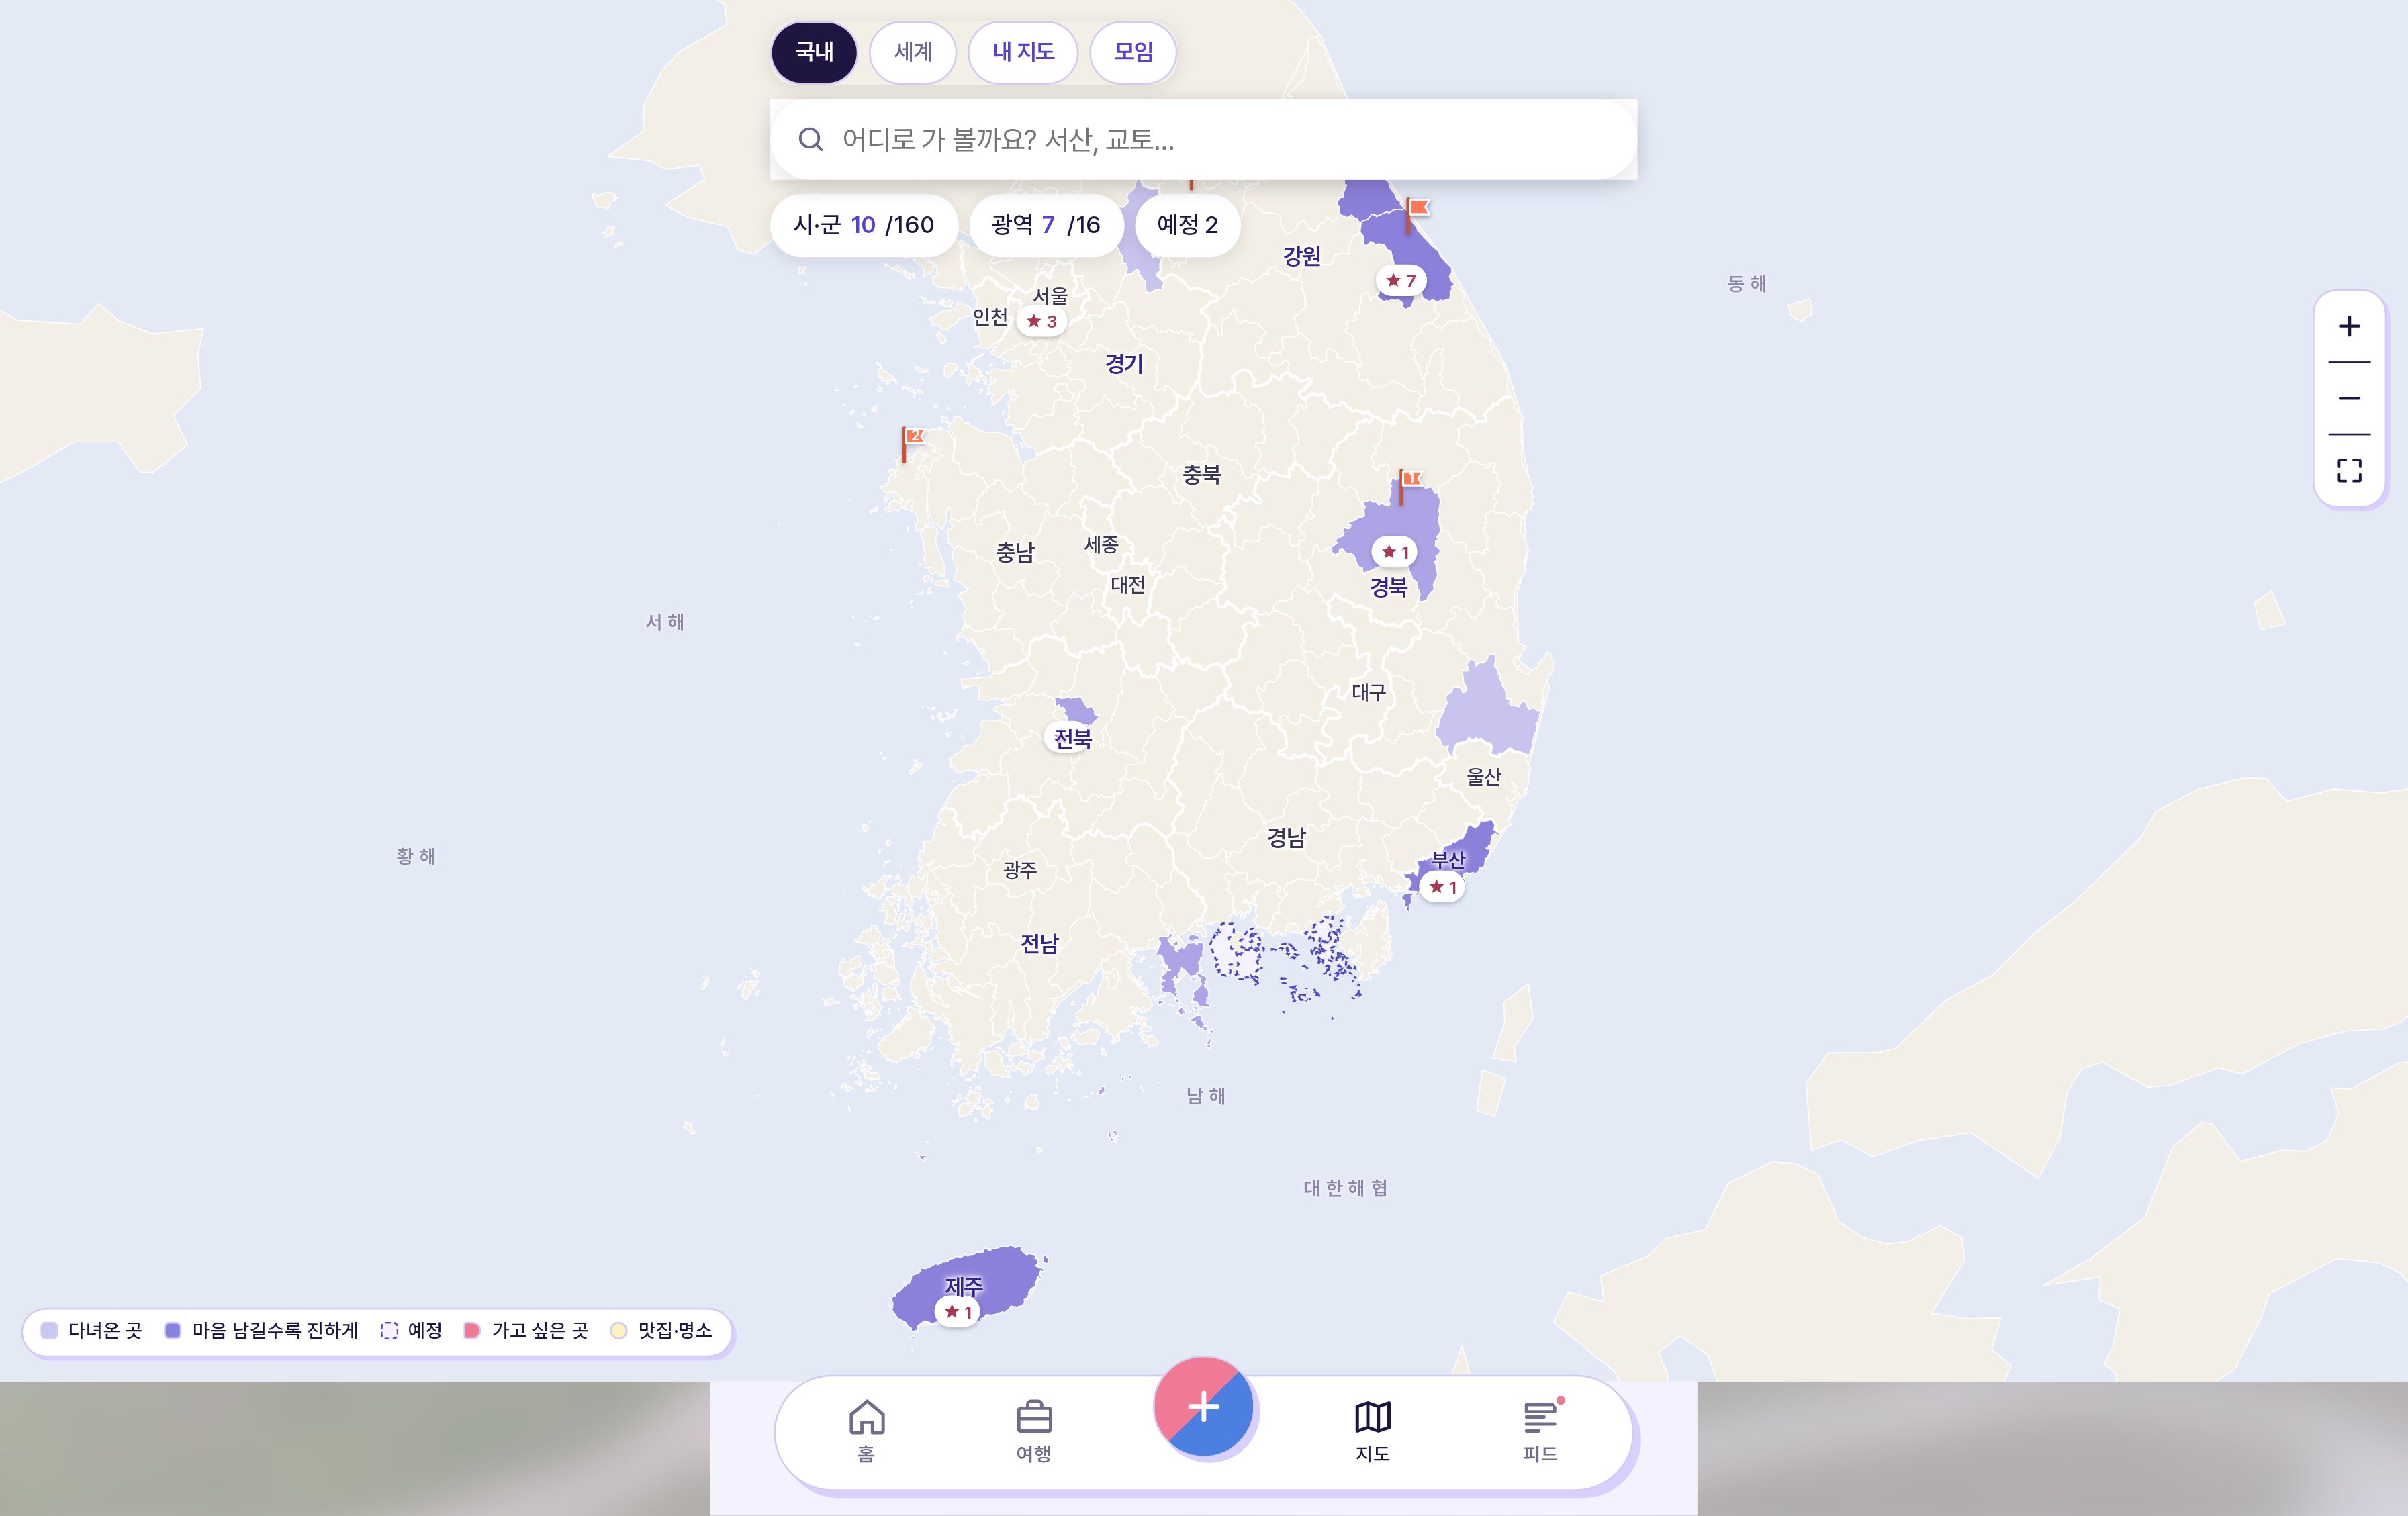 국내 세계 내 지도 모임
어디로 가 볼까요? 서산, 교토...
시·군 10 /160 광역 7 /16 예정 2
강원
7
동해
서울
인천
3
경기
2
충북
1
충남
세종
1
대전
경북
서해
대구
전북
울산
경남
황해
부산
광주
1
전남
남해
대한해협
제주
1
다녀온 곳 마음 남길수록 진하게 예정 가고 싶은 곳 맛집·명소
홈 여행 지도 피드